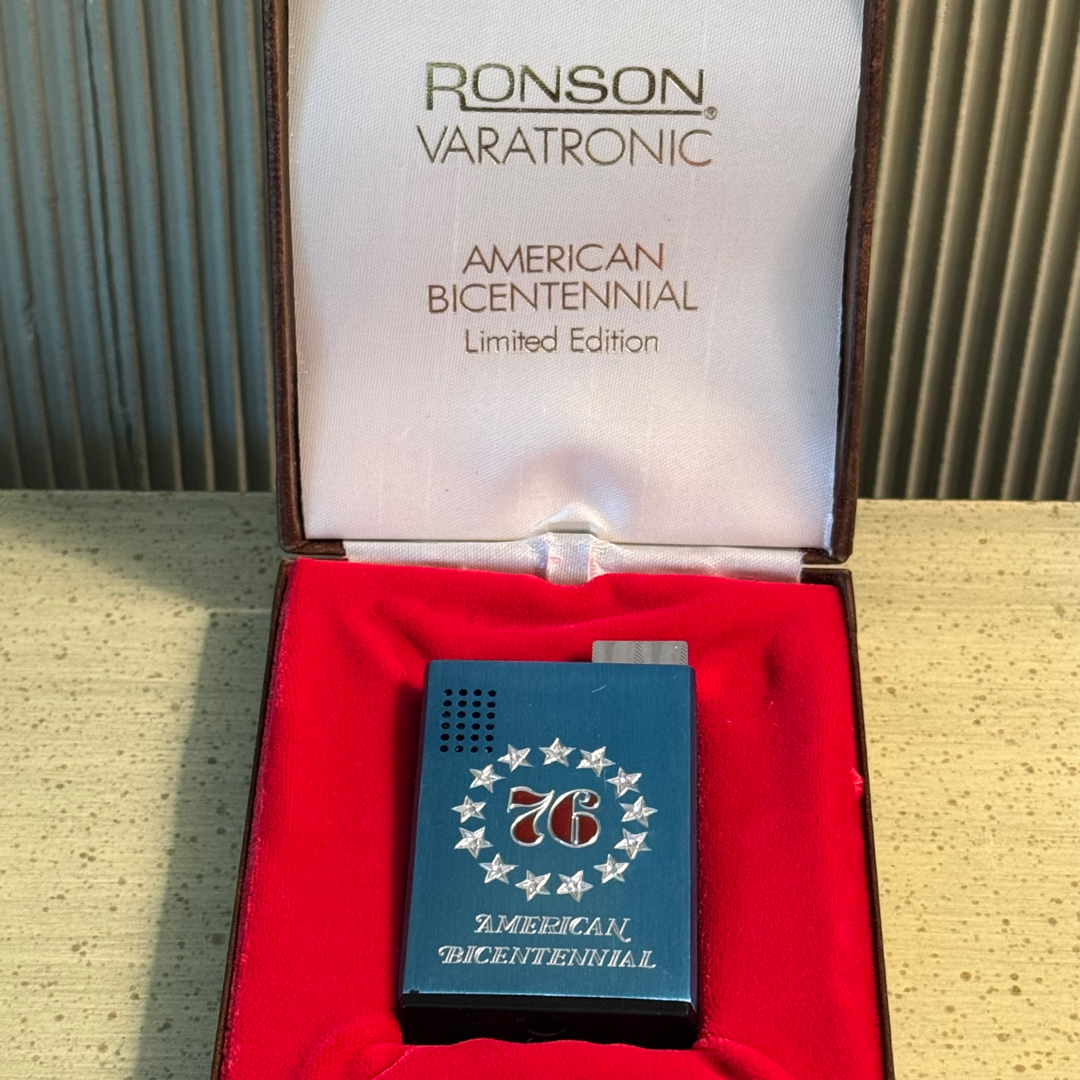 RONSON®
VARATRONIC
AMERICAN
BICENTENNIAL
Limited Edition
76
AMERICAN
BICENTENNIAL